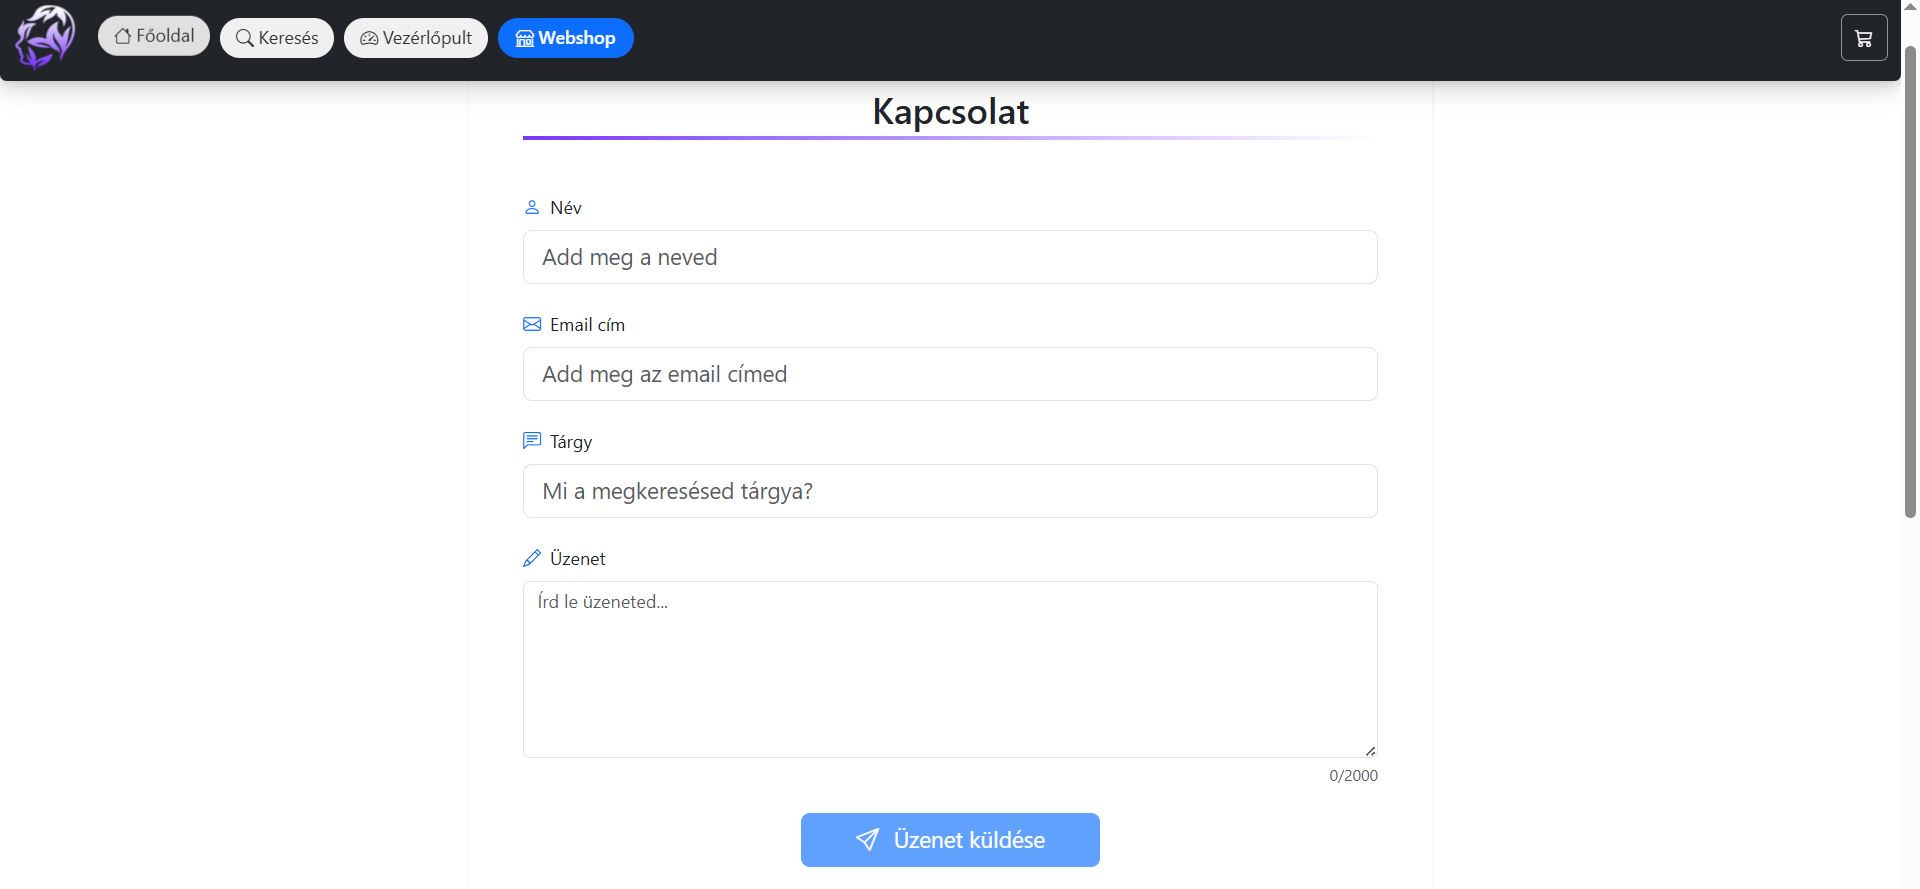 Főoldal Keresés Vezérlőpult Webshop
Kapcsolat
Név
Add meg a neved
Email cím
Add meg az email címed
Tárgy
Mi a megkeresésed tárgya?
Üzenet
Írd le üzeneted...
0/2000
Üzenet küldése